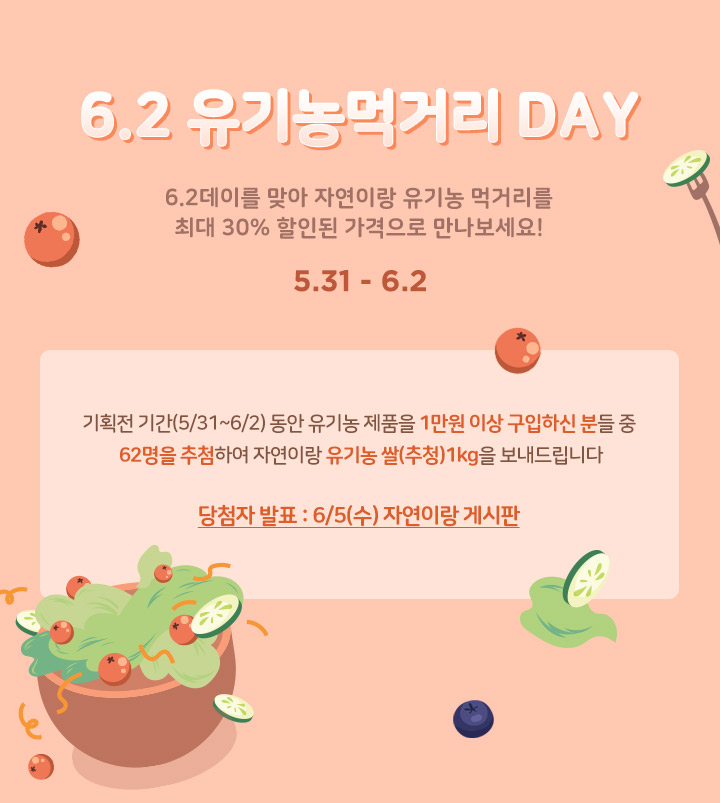 6.2 유기농먹거리 DAY
6.2데이를 맞아 자연이랑 유기농 먹거리를
최대 30% 할인된 가격으로 만나보세요!
5.31 - 6.2
기획전 기간(5/31~6/2) 동안 유기농 제품을 1만원 이상 구입하신 분들 중
62명을 추첨하여 자연이랑 유기농 쌀(추청)1kg을 보내드립니다
당첨자 발표 : 6/5(수) 자연이랑 게시판